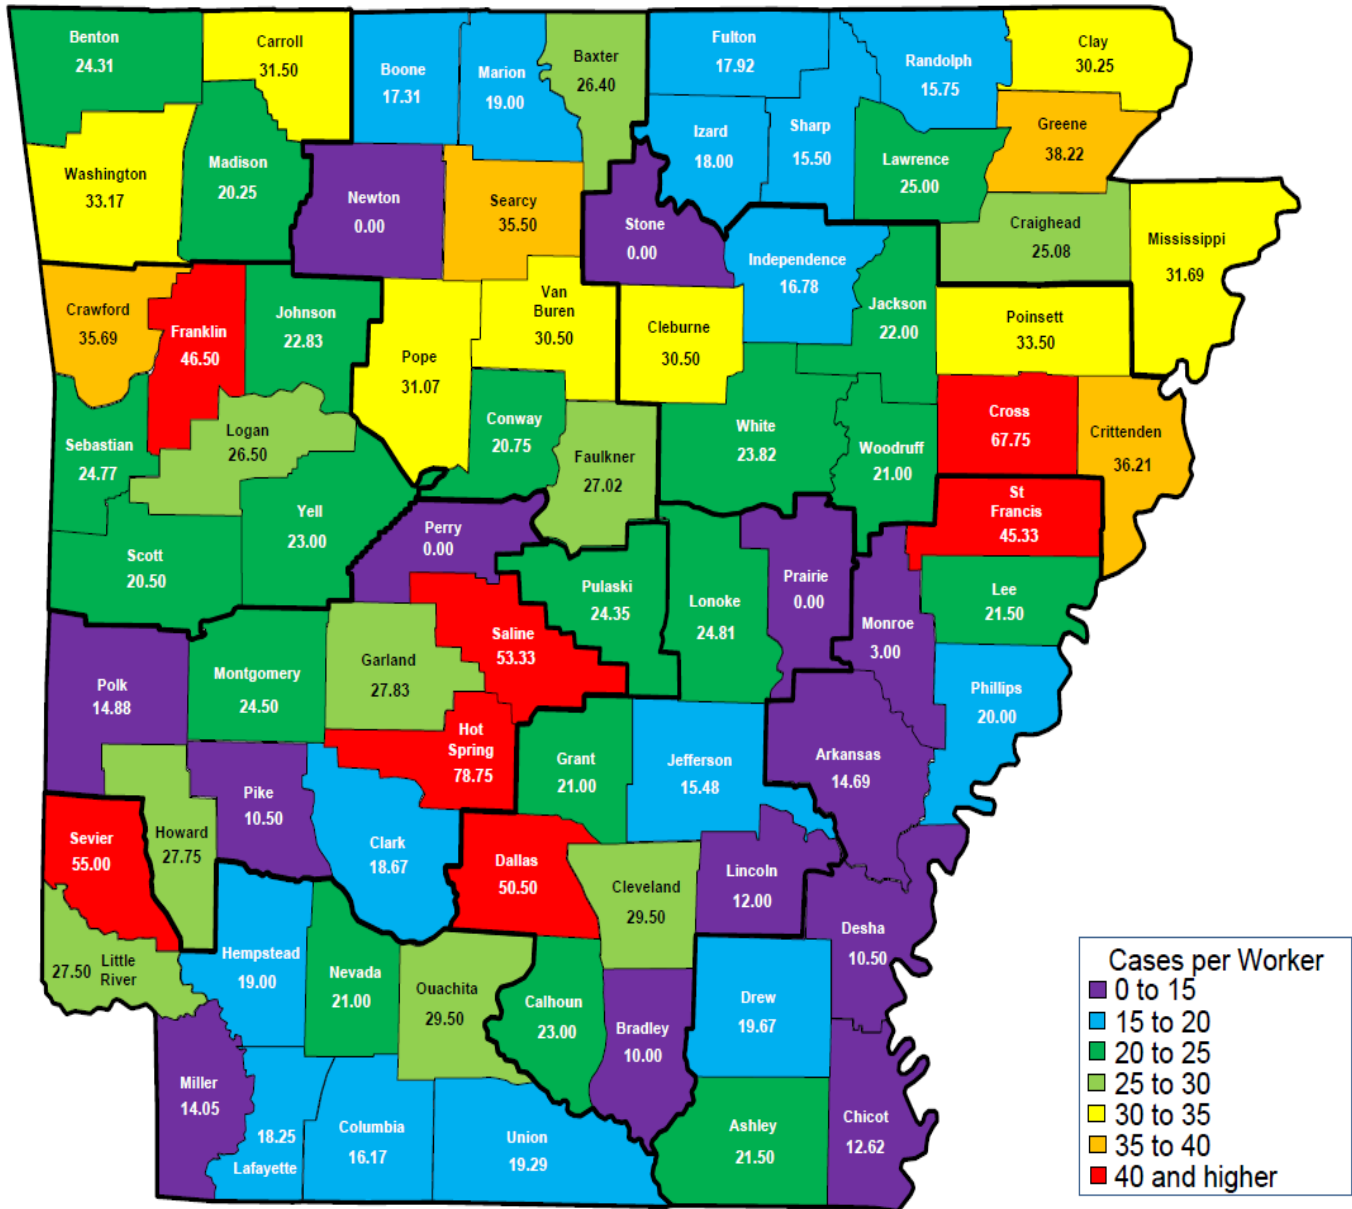 Benton
24.31
Carroll
31.50
Boone
17.31
Marion
19.00
Baxter
26.40
Fulton
17.92
Randolph
15.75
Clay
30.25
Washington
33.17
Madison
20.25
Newton
0.00
Searcy
35.50
Stone
0.00
Izard
18.00
Sharp
15.50
Lawrence
25.00
Greene
38.22
Craighead
25.08
Mississippi
31.69
Crawford
35.69
Franklin
46.50
Johnson
22.83
Pope
31.07
Van
Buren
30.50
Cleburne
30.50
Independence
16.78
Jackson
22.00
Poinsett
33.50
Sebastian
24.77
Logan
26.50
Conway
20.75
Faulkner
27.02
White
23.82
Woodruff
21.00
Cross
67.75
Crittenden
36.21
Scott
20.50
Yell
23.00
Perry
0.00
Pulaski
24.35
Lonoke
24.81
Prairie
0.00
Monroe
3.00
St
Francis
45.33
Lee
21.50
Polk
14.88
Montgomery
24.50
Garland
27.83
Saline
53.33
Hot
Spring
78.75
Grant
21.00
Jefferson
15.48
Arkansas
14.69
Phillips
20.00
Sevier
55.00
Howard
27.75
Pike
10.50
Clark
18.67
Dallas
50.50
Cleveland
29.50
Lincoln
12.00
Desha
10.50
27.50 Little
River
Hempstead
19.00
Nevada
21.00
Ouachita
29.50
Calhoun
23.00
Bradley
10.00
Drew
19.67
Miller
14.05
18.25
Lafayette
Columbia
16.17
Union
19.29
Ashley
21.50
Chicot
12.62
Cases per Worker
0 to 15
15 to 20
20 to 25
25 to 30
30 to 35
35 to 40
40 and higher